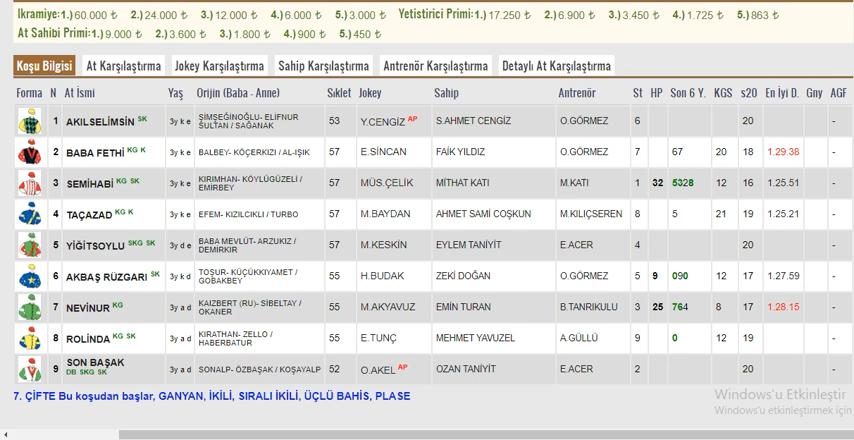 İkramiye:1.) 60.000 ₺ 2.) 24.000 ₺ 3.) 12.000 ₺ 4.) 6.000 ₺ 5.) 3.000 ₺ Yetistirici Primi:1.) 17.250 ₺ 2.) 6.900 ₺ 3.) 3.450 ₺ 4.) 1.725 ₺ 5.) 863 ₺
At Sahibi Primi:1.) 9.000 ₺ 2.) 3.600 ₺ 3.) 1.800 ₺ 4.) 900 ₺ 5.) 450 ₺
Koşu Bilgisi At Karşılaştırma Jokey Karşılaştırma Sahip Karşılaştırma Antrenör Karşılaştırma Detaylı At Karşılaştırma
Forma N At İsmi Yaş Orijin (Baba - Anne) Sıklet Jokey Sahip Antrenör St HP Son 6 Y. KGS s20 En İyi D. Gny AGF
1 AKILSELİMSİN SK 3y k e ŞİMŞEĞİNOĞLU- ELİFNUR SULTAN / SAĞANAK 53 Y.CENGİZ AP S.AHMET CENGİZ O.GÖRMEZ 6 20 -
2 BABA FETHİ KG K 3y k e BALBEY- KÖÇERKIZI / AL-IŞIK 57 E.SİNCAN FAİK YILDIZ O.GÖRMEZ 7 67 20 18 1.29.38 -
3 SEMİHABİ KG SK 3y k e KIRIMHAN- KÖYLÜGÜZELİ / EMİRBEY 57 MÜS.ÇELİK MİTHAT KATI M.KATI 1 32 5328 12 16 1.25.51 -
4 TAÇAZAD KG K 3y k e EFEM- KIZILCIKLI / TURBO 57 M.BAYDAN AHMET SAMİ COŞKUN M.KILIÇSEREN 8 5 21 19 1.25.21 -
5 YİĞİTSOYLU SKG SK 3y d e BABA MEVLÜT- ARZUKIZ / DEMİRKIR 57 M.KESKİN EYLEM TANİYİT E.ACER 4 20 -
6 AKBAŞ RÜZGARI SK 3y k d TOŞUR- KÜÇÜKKIYAMET / GÖBAKBEY 55 H.BUDAK ZEKİ DOĞAN O.GÖRMEZ 5 9 090 12 17 1.27.59 -
7 NEVİNUR KG 3y a d KAIZBERT (RU)- SİBELTAY / OKANER 55 M.AKYAVUZ EMİN TURAN B.TANRIKULU 3 25 764 8 17 1.28.15 -
8 ROLİNDA KG SK 3y a d KIRATHAN- ZELLO / HABERBATUR 55 E.TUNÇ MEHMET YAVUZEL A.GÜLLÜ 9 0 12 19 -
9 SON BAŞAK DB SKG SK 3y a d SONALP- ÖZBAŞAK / KOŞAYALP 52 O.AKEL AP OZAN TANİYİT E.ACER 2 20 -
7. ÇİFTE Bu koşudan başlar, GANYAN, İKİLİ, SIRALI İKİLİ, ÜÇLÜ BAHİS, PLASE
Windows'u Etkinleştir
Windows'u etkinleştirmek için